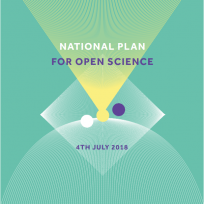 NATIONAL PLAN
FOR OPEN SCIENCE
4TH JULY 2018